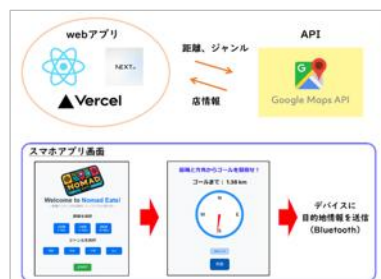 webアプリ
API
距離、ジャンル
店情報
NEXT.JS
Vercel
Google Maps API
スマホアプリ画面
NOMAD
Welcome to Nomad Eats!
距離と方角からゴールを目指せ！
ゴールまで：1.38 km
N
W
E
S
デバイスに
目的地情報を送信
（Bluetooth）